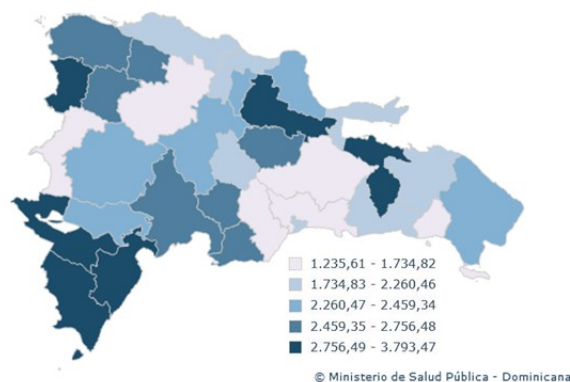 1.235,61 - 1.734,82
1.734,83 - 2.260,46
2.260,47 - 2.459,34
2.459,35 - 2.756,48
2.756,49 - 3.793,47
© Ministerio de Salud Pública - Dominicana